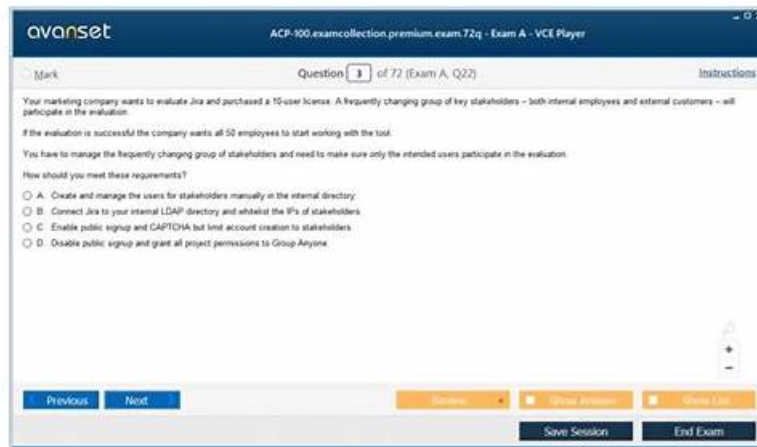 avanset
ACP-100.examcollection.premium.exam.72q - Exam A - VCE Player
Mark
Question 3 of 72 (Exam A, Q22)
Instructions
Your marketing company wants to evaluate Jira and purchased a 10-user license. A frequently changing group of key stakeholders – both internal employees and external customers – will
participate in the evaluation.
If the evaluation is successful the company wants all 50 employees to start working with the tool.
You have to manage the frequently changing group of stakeholders and need to make sure only the intended users participate in the evaluation.
How should you meet these requirements?
A. Create and manage the users for stakeholders manually in the internal directory.
B. Connect Jira to your internal LDAP directory and whitelist the IPs of stakeholders.
C. Enable public signup and CAPTCHA but limit account creation to stakeholders.
D. Disable public signup and grant all project permissions to Group Anyone.
Previous
Next
Review
Show Answer
Show List
Save Session
End Exam